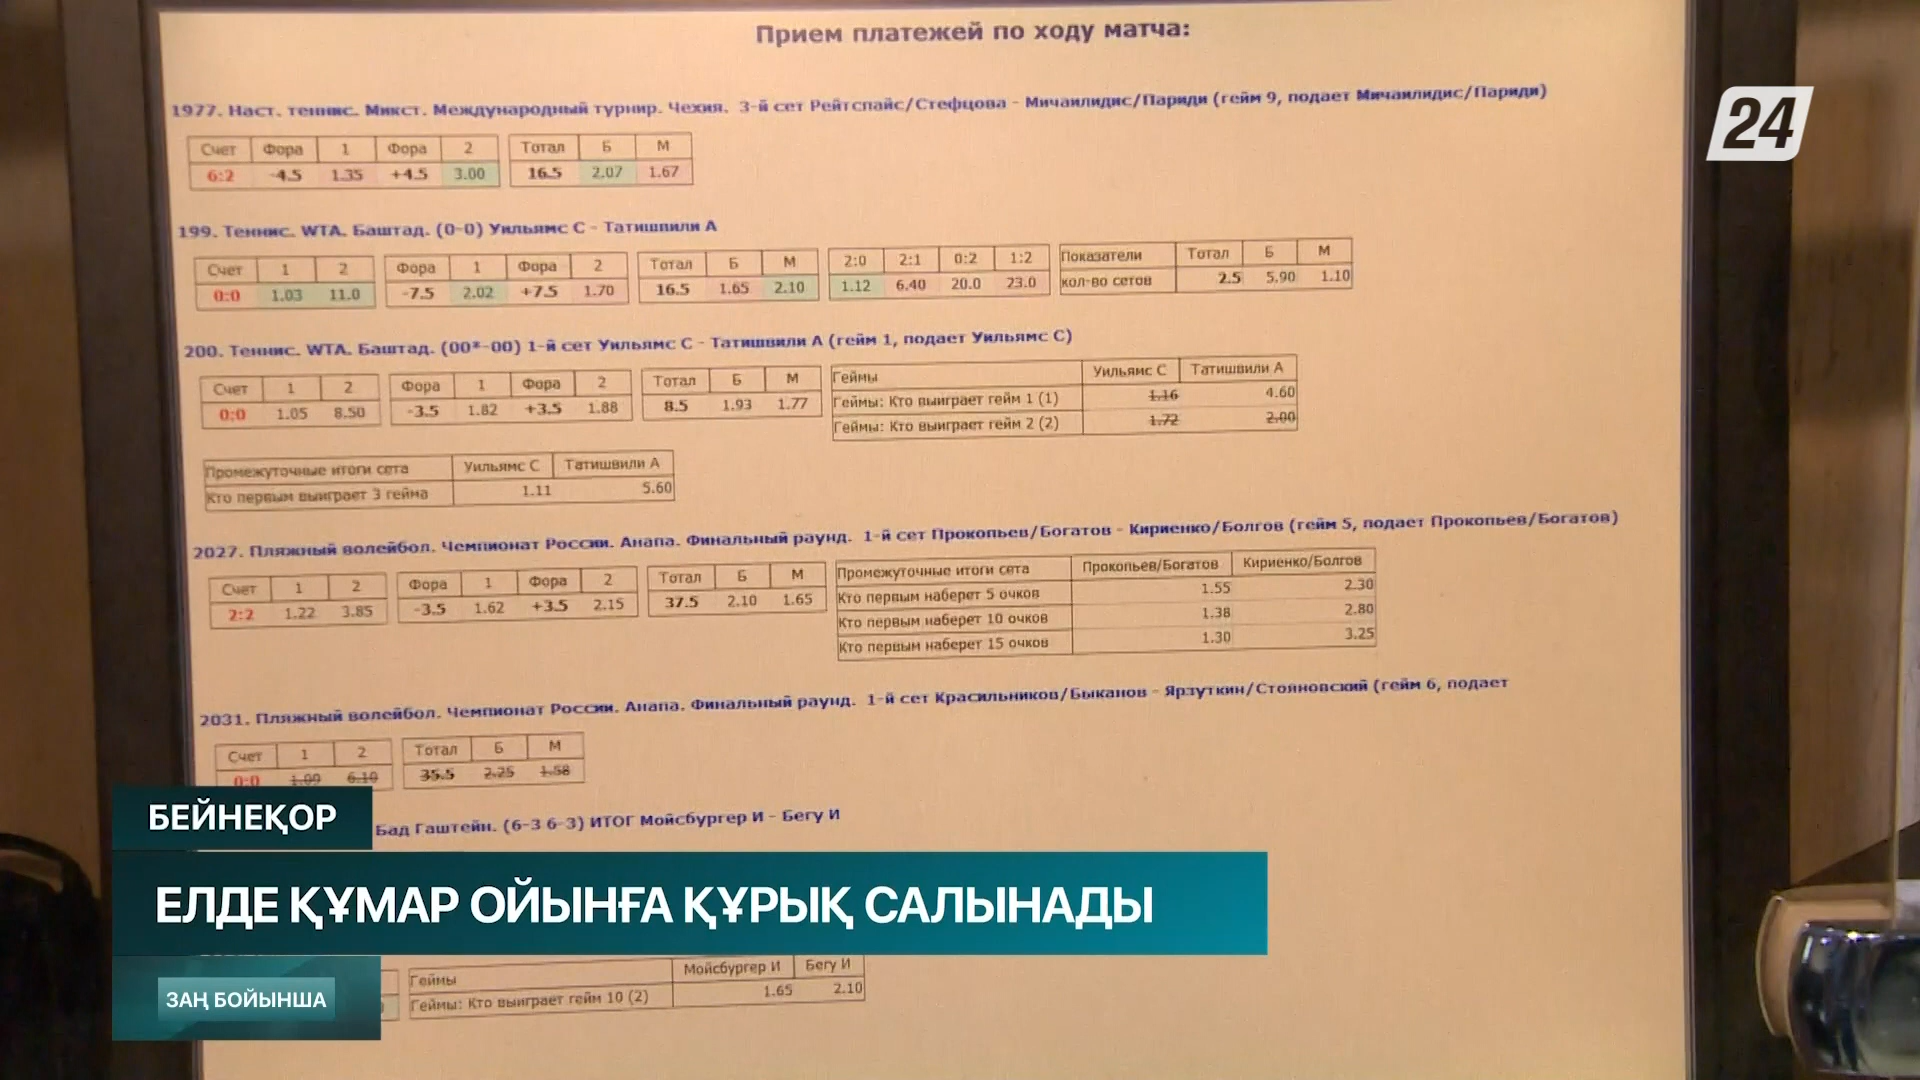 Прием платежей по ходу матча:
24
1977. Наст. теннис. Микст. Международный турнир. Чехия. 3-й сет Рейтспайс/Стефцова - Мичаилидис/Париди (гейм 9, подает Мичаилидис/Париди)
Счет Фора 1 Фора 2 Тотал Б М
6:2 -4.5 1.35 +4.5 3.00 16.5 2.07 1.67
199. Теннис. WTA. Баштад. (0-0) Уильямс С - Татишвили А
Счет 1 2 Фора 1 Фора 2 Тотал Б М 2:0 2:1 0:2 1:2 Показатели Тотал Б М
0:0 1.03 11.0 -7.5 2.02 +7.5 1.70 16.5 1.65 2.10 1.12 6.40 20.0 23.0 кол-во сетов 2.5 5.90 1.10
200. Теннис. WTA. Баштад. (00*-00) 1-й сет Уильямс С - Татишвили А (гейм 1, подает Уильямс С)
Счет 1 2 Фора 1 Фора 2 Тотал Б М Геймы Уильямс С Татишвили А
0:0 1.05 8.50 -3.5 1.82 +3.5 1.88 8.5 1.93 1.77 Геймы: Кто выиграет гейм 1 (1) 1.16 4.60
Геймы: Кто выиграет гейм 2 (2) 1.72 2.00
Промежуточные итоги сета Уильямс С Татишвили А
Кто первым выиграет 3 гейма 1.11 5.60
2027. Пляжный волейбол. Чемпионат России. Анапа. Финальный раунд. 1-й сет Прокопьев/Богатов - Кириенко/Болгов (гейм 5, подает Прокопьев/Богатов)
Счет 1 2 Фора 1 Фора 2 Тотал Б М Промежуточные итоги сета Прокопьев/Богатов Кириенко/Болгов
2:2 1.22 3.85 -3.5 1.62 +3.5 2.15 37.5 2.10 1.65 Кто первым наберет 5 очков 1.55 2.30
Кто первым наберет 10 очков 1.38 2.80
Кто первым наберет 15 очков 1.30 3.25
2031. Пляжный волейбол. Чемпионат России. Анапа. Финальный раунд. 1-й сет Красильников/Быканов - Ярзуткин/Стояновский (гейм 6, подает
Счет 1 2 Тотал Б М
0:0 1.09 6.10 35.5 2.25 1.58
БЕЙНЕҚОР
Бад Гаштейн. (6-3 6-3) ИТОГ Мойсбургер И - Бегу И
ЕЛДЕ ҚҰМАР ОЙЫНҒА ҚҰРЫҚ САЛЫНАДЫ
Геймы Мойсбургер И Бегу И
Геймы: Кто выиграет гейм 10 (2) 1.65 2.10
ЗАҢ БОЙЫНША